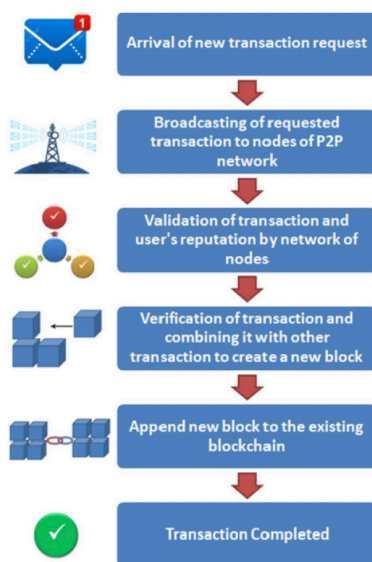 1
Arrival of new transaction request
Broadcasting of requested
transaction to nodes of P2P
network
Validation of transaction and
user's reputation by network of
nodes
Verification of transaction and
combining it with other
transaction to create a new block
Append new block to the existing
blockchain
Transaction Completed